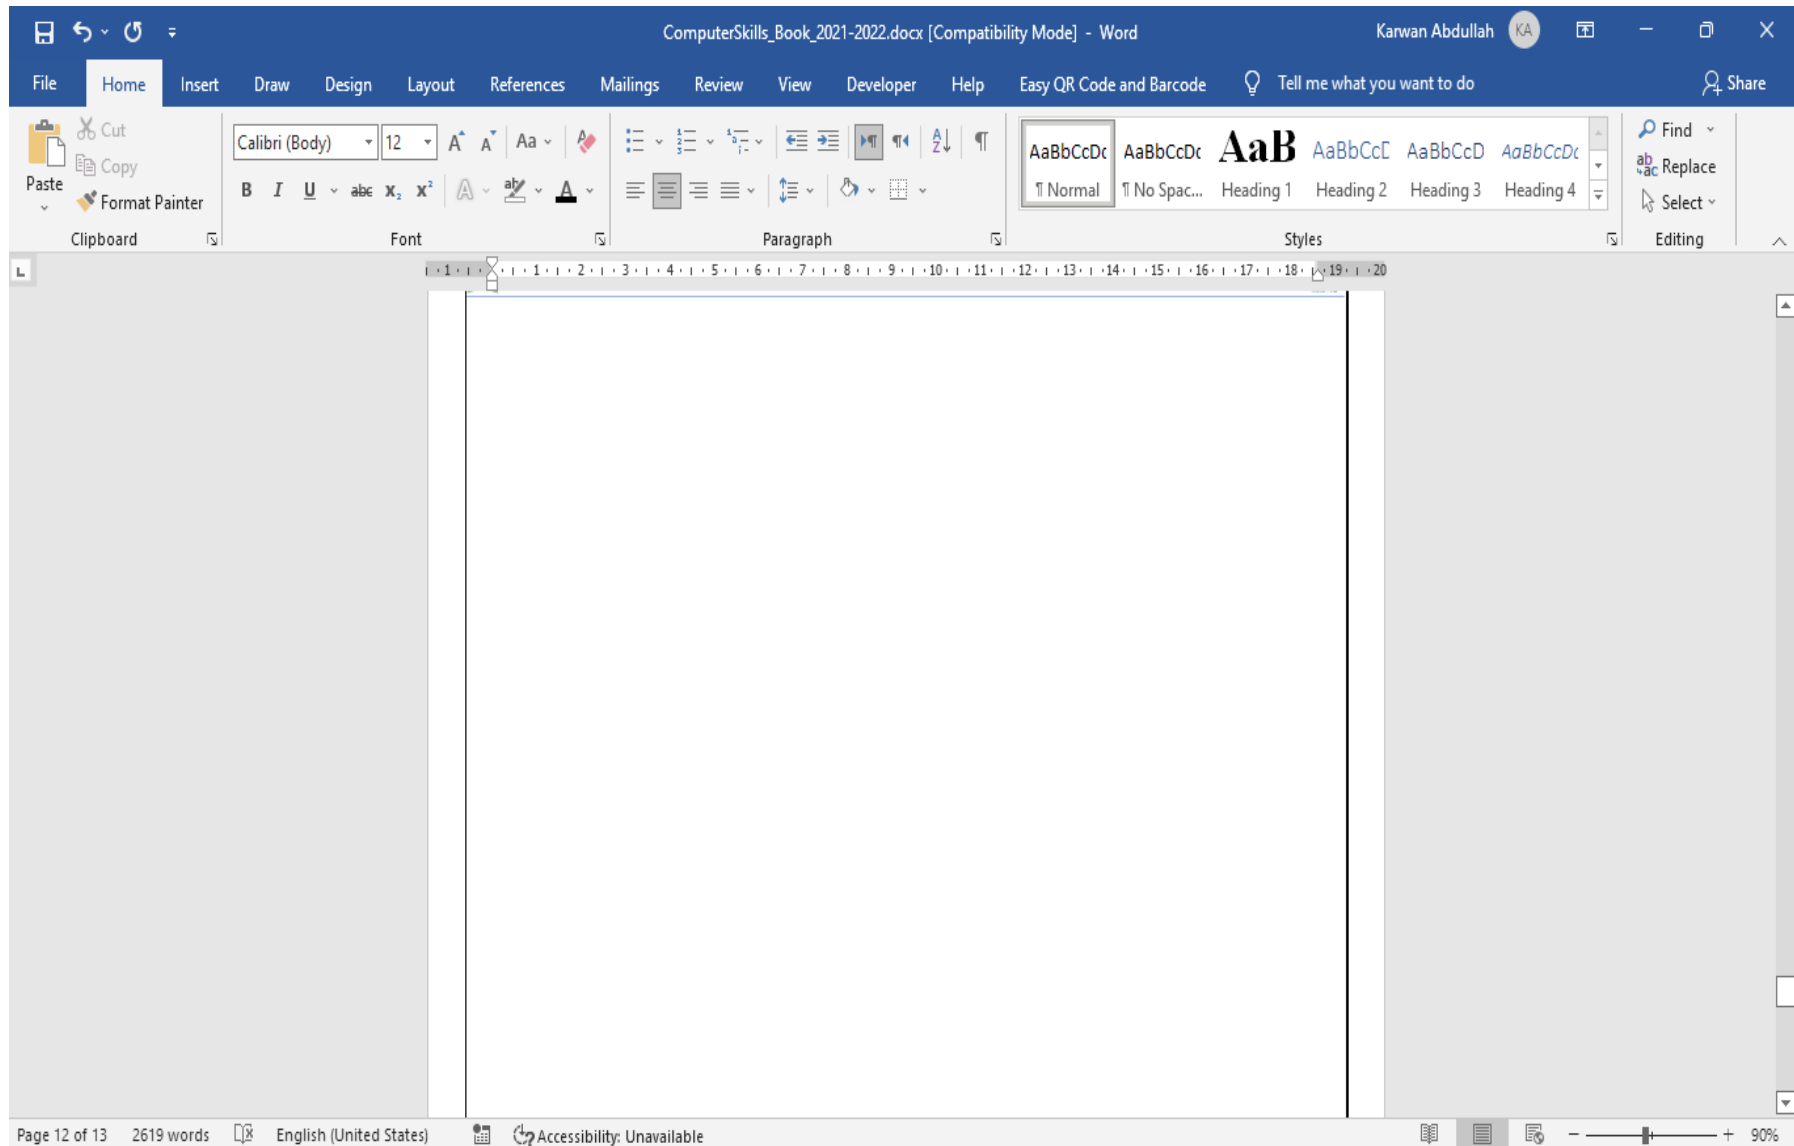 ComputerSkills_Book_2021-2022.docx [Compatibility Mode] - Word
Karwan Abdullah KA
File Home Insert Draw Design Layout References Mailings Review View Developer Help Easy QR Code and Barcode Tell me what you want to do Share
Paste
Cut
Copy
Format Painter
Clipboard
Calibri (Body) 12 A A Aa A
B I U abc x₂ x² A ab A
Font
Paragraph
AaBbCcDc AaBbCcDc AaB AaBbCcD AaBbCcD AaBbCcDc
¶ Normal ¶ No Spac... Heading 1 Heading 2 Heading 3 Heading 4
Styles
Find
Replace
Select
Editing
L
1 1 2 3 4 5 6 7 8 9 10 11 12 13 14 15 16 17 18 19 20
Page 12 of 13 2619 words English (United States) Accessibility: Unavailable 90%